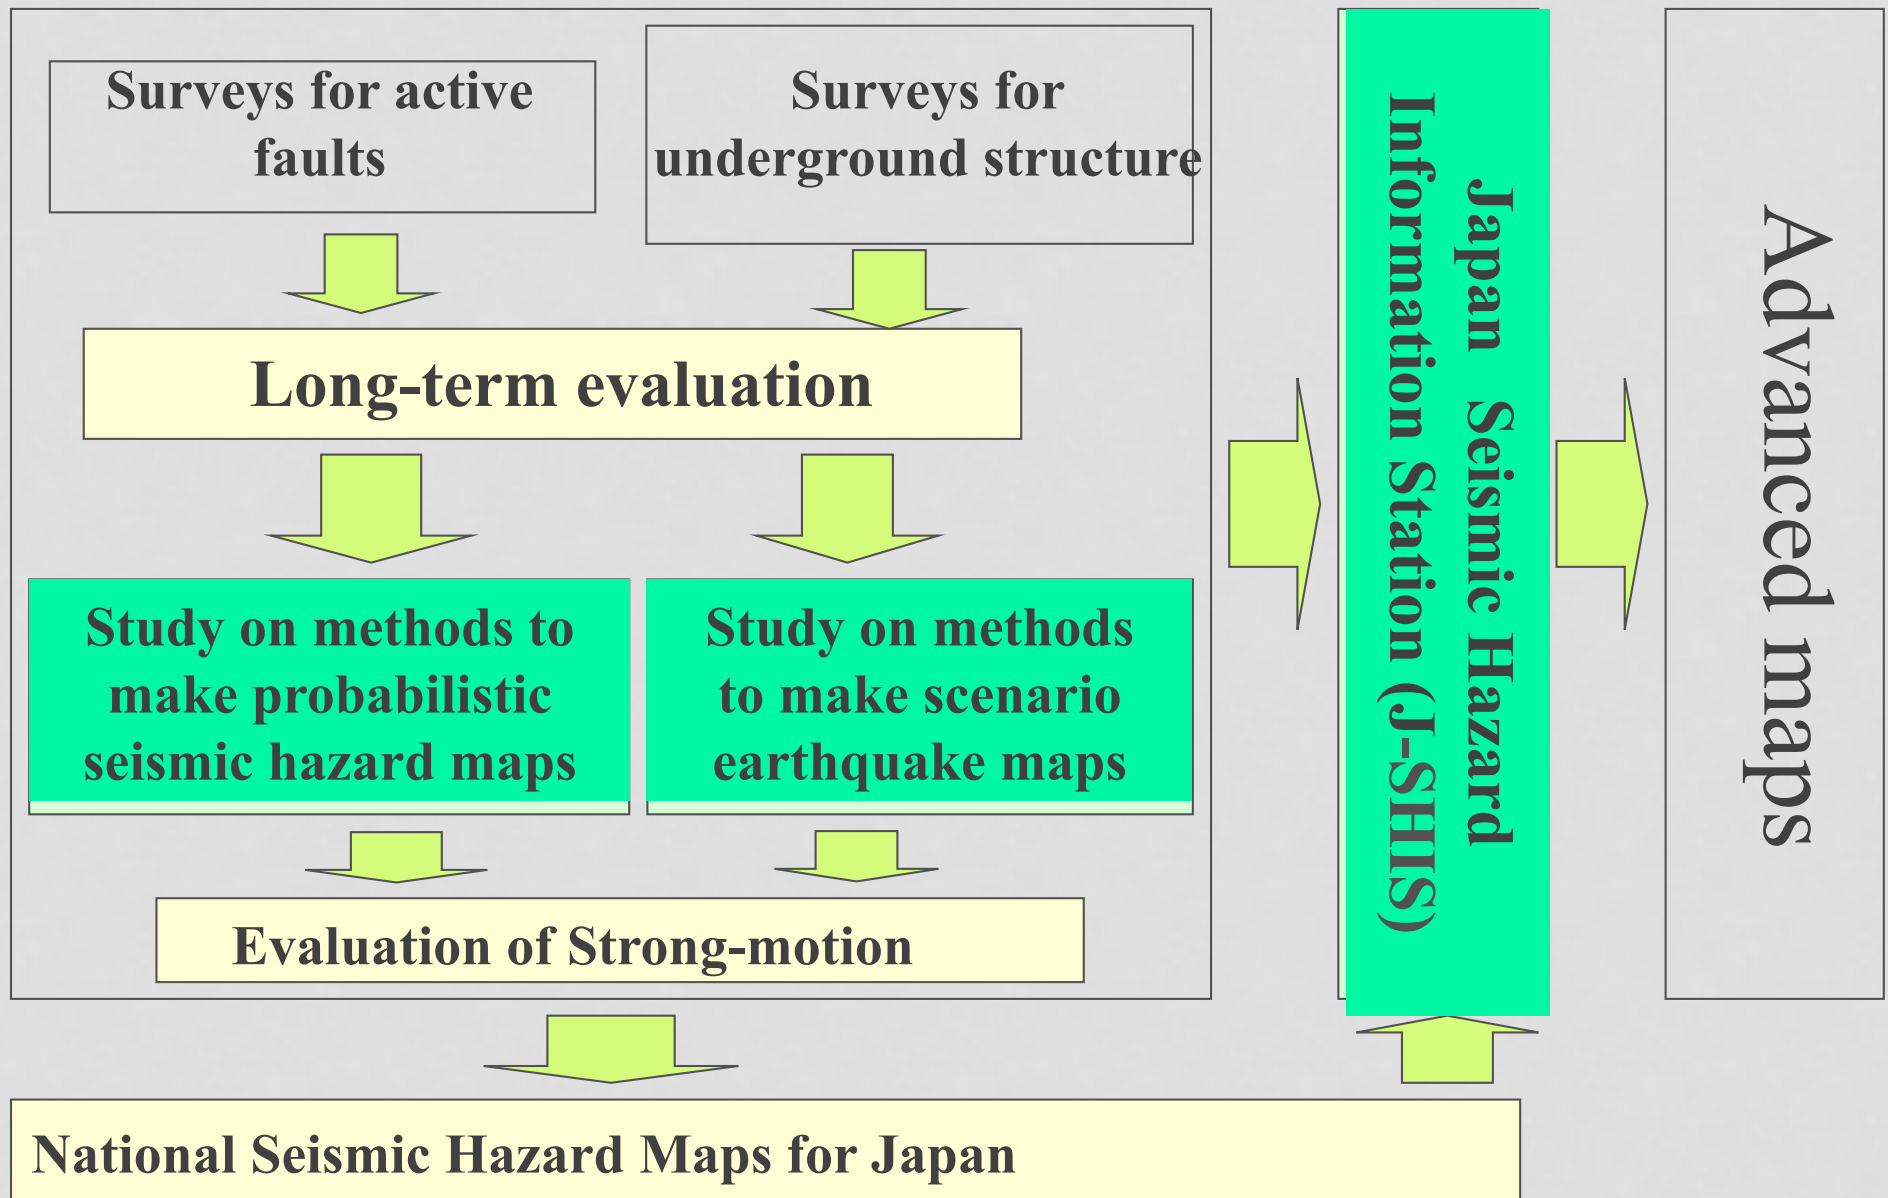 Surveys for active
faults
Surveys for
underground structure
Long-term evaluation
Study on methods to
make probabilistic
seismic hazard maps
Study on methods
to make scenario
earthquake maps
Evaluation of Strong-motion
National Seismic Hazard Maps for Japan
Japan Seismic Hazard
Information Station (J-SHIS)
Advanced maps